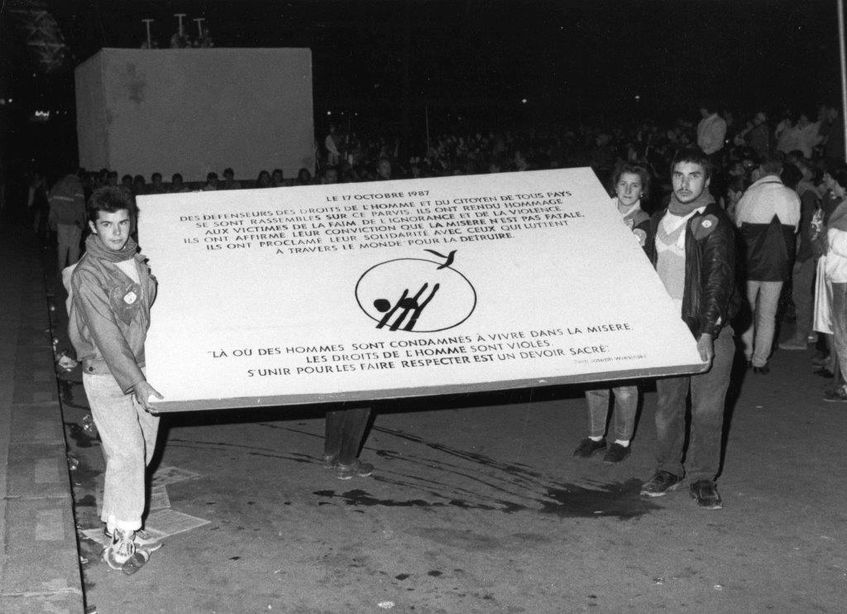 LE 17 OCTOBRE 1987
DES DEFENSEURS DES DROITS DE L'HOMME ET DU CITOYEN DE TOUS PAYS
SE SONT RASSEMBLES SUR CE PARVIS. ILS ONT RENDU HOMMAGE
AUX VICTIMES DE LA FAIM, DE L'IGNORANCE ET DE LA VIOLENCE.
ILS ONT AFFIRME LEUR CONVICTION QUE LA MISERE N'EST PAS FATALE.
ILS ONT PROCLAME LEUR SOLIDARITE AVEC CEUX QUI LUTTENT
A TRAVERS LE MONDE POUR LA DETRUIRE.
"LÀ OÙ DES HOMMES SONT CONDAMNES À VIVRE DANS LA MISERE,
LES DROITS DE L'HOMME SONT VIOLES.
S'UNIR POUR LES FAIRE RESPECTER EST UN DEVOIR SACRÉ"
Joseph Wresinski